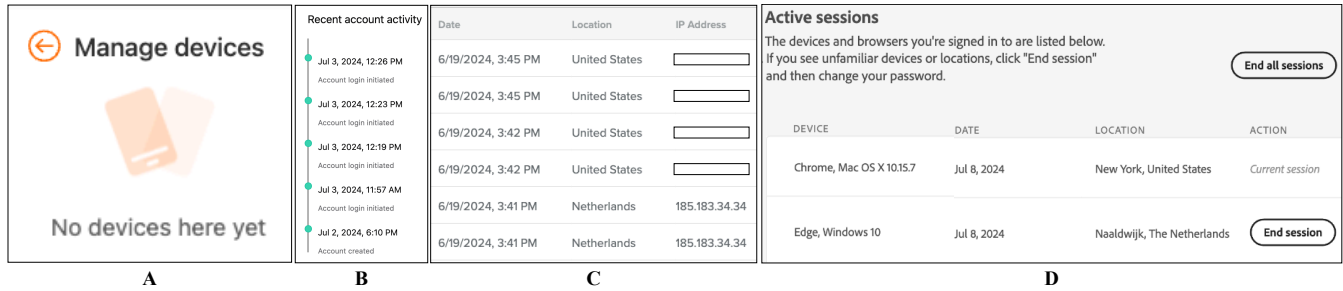 Manage devices
No devices here yet
Recent account activity
Jul 3, 2024, 12:26 PM
Account login initiated
Jul 3, 2024, 12:23 PM
Account login initiated
Jul 3, 2024, 12:19 PM
Account login initiated
Jul 3, 2024, 11:57 AM
Account login initiated
Jul 2, 2024, 6:10 PM
Account created
Date Location IP Address
6/19/2024, 3:45 PM United States
6/19/2024, 3:45 PM United States
6/19/2024, 3:42 PM United States
6/19/2024, 3:42 PM United States
6/19/2024, 3:41 PM Netherlands 185.183.34.34
6/19/2024, 3:41 PM Netherlands 185.183.34.34
Active sessions
The devices and browsers you're signed in to are listed below.
If you see unfamiliar devices or locations, click "End session"
and then change your password.
End all sessions
DEVICE DATE LOCATION ACTION
Chrome, Mac OS X 10.15.7 Jul 8, 2024 New York, United States Current session
Edge, Windows 10 Jul 8, 2024 Naaldwijk, The Netherlands End session
A B C D